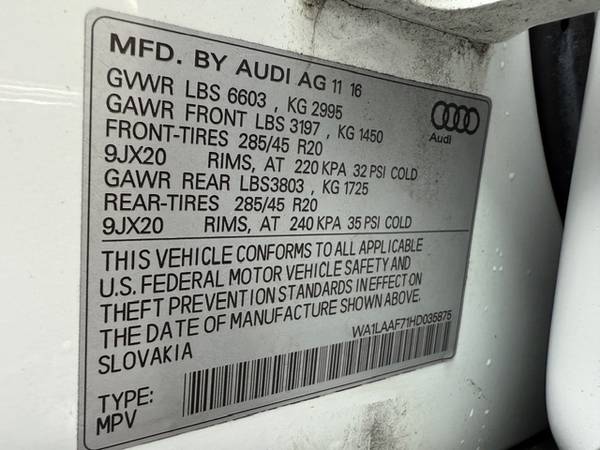 MFD. BY AUDI AG 11 16
GVWR LBS 6603 , KG 2995
GAWR FRONT LBS 3197 , KG 1450
FRONT-TIRES 285/45 R20
9JX20 RIMS, AT 220 KPA 32 PSI COLD
GAWR REAR LBS3803 , KG 1725
REAR-TIRES 285/45 R20
9JX20 RIMS, AT 240 KPA 35 PSI COLD
Audi
THIS VEHICLE CONFORMS TO ALL APPLICABLE
U.S. FEDERAL MOTOR VEHICLE SAFETY AND
THEFT PREVENTION STANDARDS IN EFFECT ON
THE DATE OF MANUFACTURE SHOWN ABOVE.
SLOVAKIA
WA1LAAF71HD035875
TYPE:
MPV